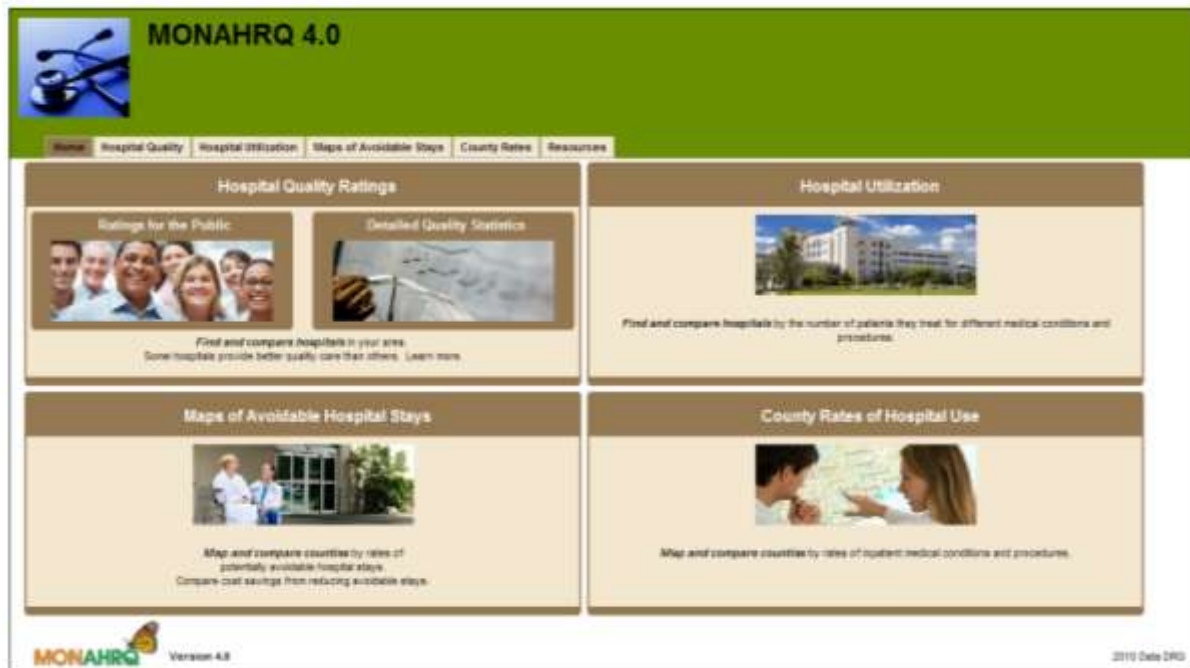 MONAHRQ 4.0
Home Hospital Quality Hospital Utilization Maps of Avoidable Stays County Rates Resources
Hospital Quality Ratings
Ratings for the Public Detailed Quality Statistics
Find and compare hospitals in your area.
Some hospitals provide better quality care than others. Learn more.
Hospital Utilization
Find and compare hospitals by the number of patients they treat for different medical conditions and
procedures.
Maps of Avoidable Hospital Stays
Map and compare counties by rates of
potentially avoidable hospital stays.
Compare cost savings from reducing avoidable stays.
County Rates of Hospital Use
Map and compare counties by rates of inpatient medical conditions and procedures.
MONAHRQ Version 4.0
2010 Data DRG